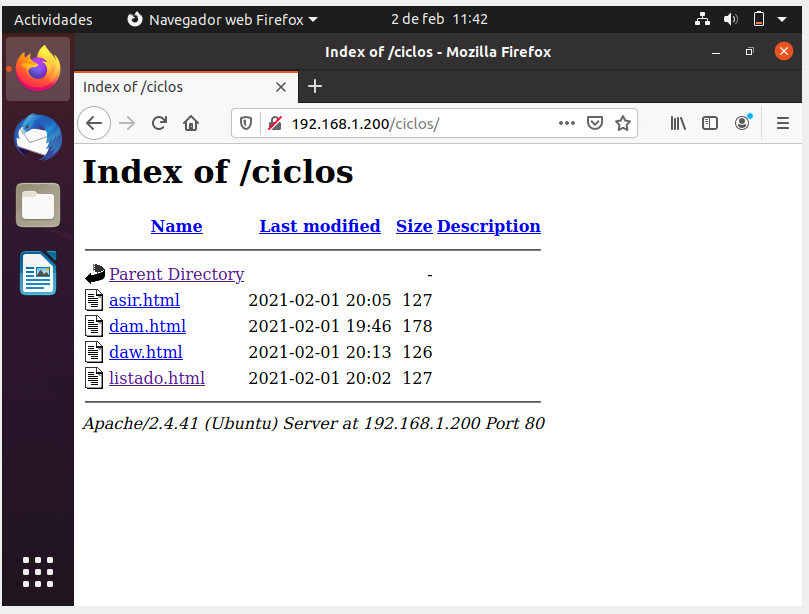 Actividades Navegador web Firefox 2 de feb 11:42
Index of /ciclos - Mozilla Firefox
Index of /ciclos
192.168.1.200/ciclos/
Index of /ciclos
Name Last modified Size Description
Parent Directory -
asir.html 2021-02-01 20:05 127
dam.html 2021-02-01 19:46 178
daw.html 2021-02-01 20:13 126
listado.html 2021-02-01 20:02 127
Apache/2.4.41 (Ubuntu) Server at 192.168.1.200 Port 80